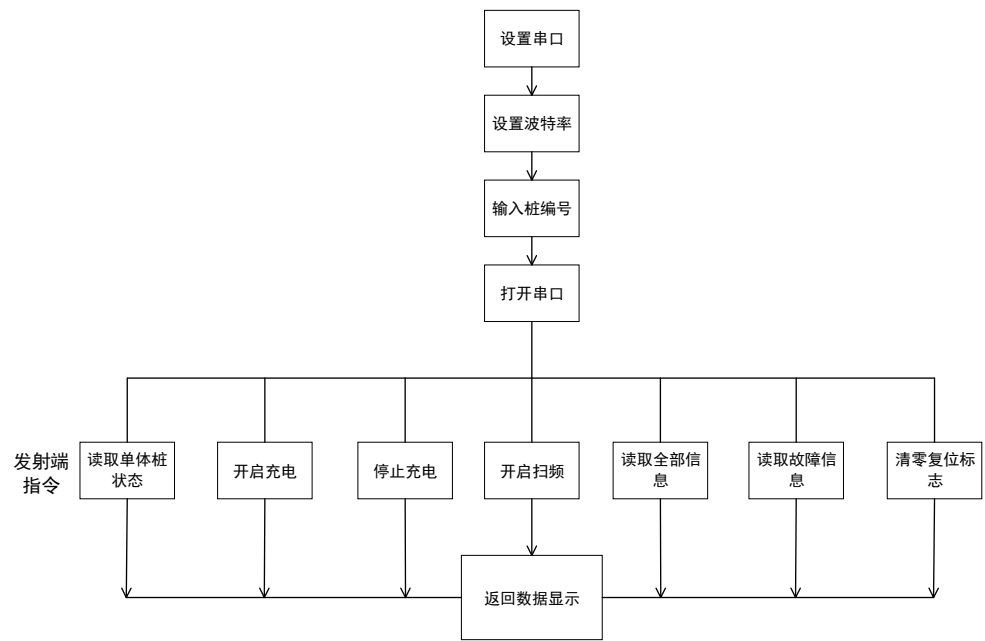 设置串口
设置波特率
输入桩编号
打开串口
发射端
指令
读取单体桩
状态
开启充电
停止充电
开启扫频
读取全部信
息
读取故障信
息
清零复位标
志
返回数据显示